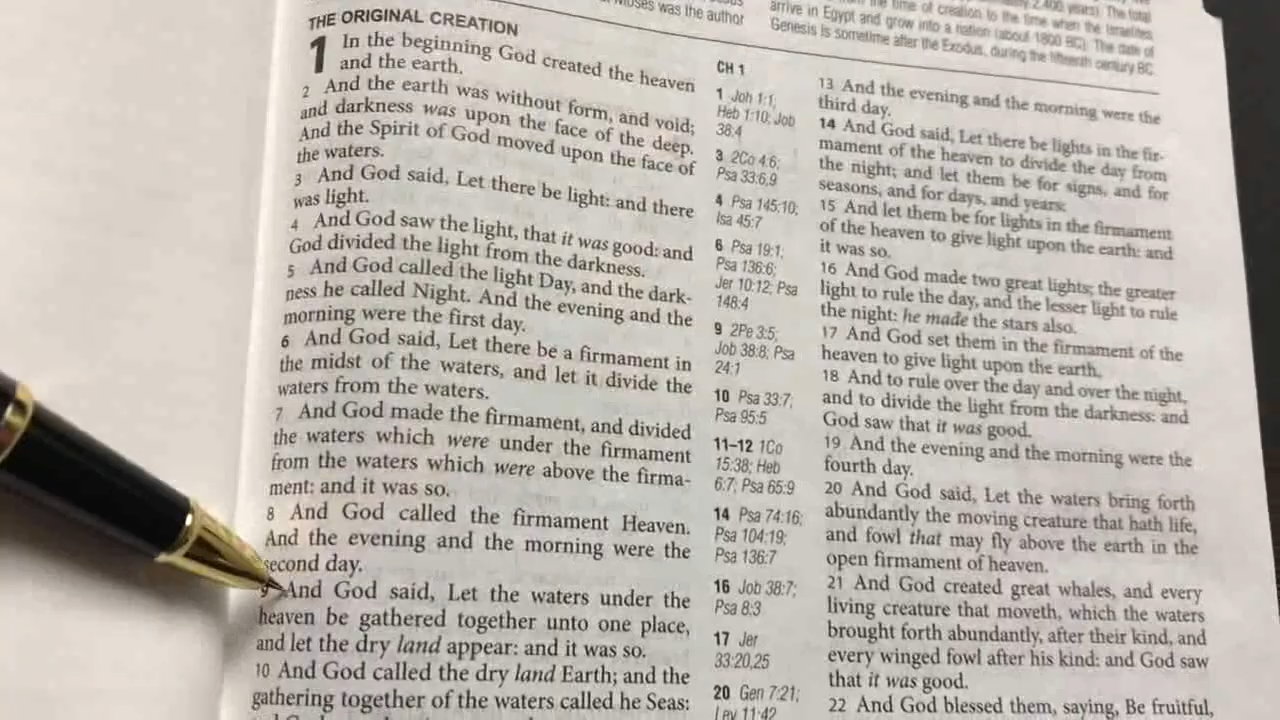 Moses was the author
arrive in Egypt and grow into a nation (about 1800 BC). The date of
Genesis is sometime after the Exodus, during the fifteenth century BC.
THE ORIGINAL CREATION
1 In the beginning God created the heaven
and the earth.
2 And the earth was without form, and void;
and darkness was upon the face of the deep.
And the Spirit of God moved upon the face of
the waters.
3 And God said, Let there be light: and there
was light.
4 And God saw the light, that it was good: and
God divided the light from the darkness.
5 And God called the light Day, and the dark-
ness he called Night. And the evening and the
morning were the first day.
6 And God said, Let there be a firmament in
the midst of the waters, and let it divide the
waters from the waters.
7 And God made the firmament, and divided
the waters which were under the firmament
from the waters which were above the firma-
ment: and it was so.
8 And God called the firmament Heaven.
And the evening and the morning were the
second day.
9 And God said, Let the waters under the
heaven be gathered together unto one place,
and let the dry land appear: and it was so.
10 And God called the dry land Earth; and the
gathering together of the waters called he Seas:
CH 1
1 Joh 1:1;
Heb 1:10; Job
38:4
3 2Co 4:6;
Psa 33:6,9
4 Psa 145:10;
Isa 45:7
6 Psa 19:1;
Psa 136:6;
Jer 10:12; Psa
148:4
9 2Pe 3:5;
Job 38:8; Psa
24:1
10 Psa 33:7;
Psa 95:5
11–12 1Co
15:38; Heb
6:7; Psa 65:9
14 Psa 74:16;
Psa 104:19;
Psa 136:7
16 Job 38:7;
Psa 8:3
17 Jer
33:20,25
20 Gen 7:21;
Lev 11:42
13 And the evening and the morning were the
third day.
14 And God said, Let there be lights in the fir-
mament of the heaven to divide the day from
the night; and let them be for signs, and for
seasons, and for days, and years:
15 And let them be for lights in the firmament
of the heaven to give light upon the earth: and
it was so.
16 And God made two great lights; the greater
light to rule the day, and the lesser light to rule
the night: he made the stars also.
17 And God set them in the firmament of the
heaven to give light upon the earth,
18 And to rule over the day and over the night,
and to divide the light from the darkness: and
God saw that it was good.
19 And the evening and the morning were the
fourth day.
20 And God said, Let the waters bring forth
abundantly the moving creature that hath life,
and fowl that may fly above the earth in the
open firmament of heaven.
21 And God created great whales, and every
living creature that moveth, which the waters
brought forth abundantly, after their kind, and
every winged fowl after his kind: and God saw
that it was good.
22 And God blessed them, saying, Be fruitful,